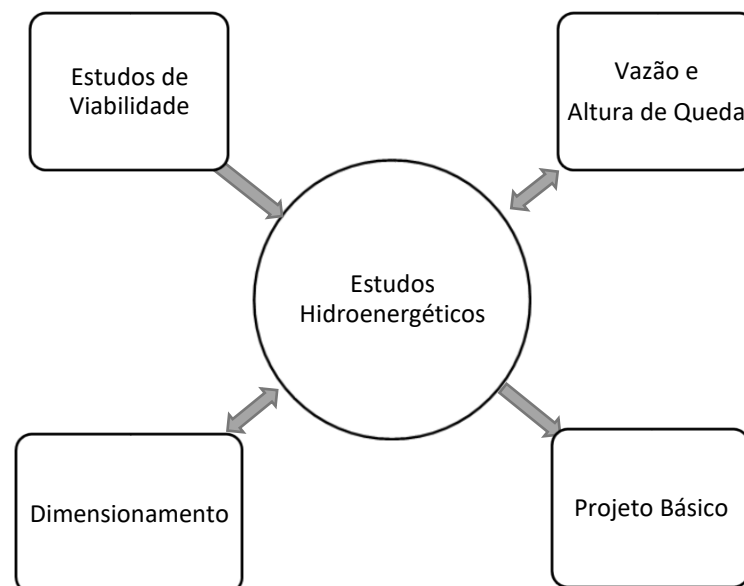 Estudos de
Viabilidade
Vazão e
Altura de Queda
Estudos
Hidroenergéticos
Dimensionamento
Projeto Básico